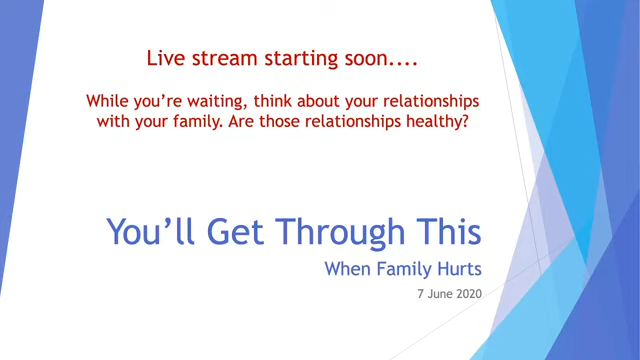 Live stream starting soon....
While you’re waiting, think about your relationships
with your family. Are those relationships healthy?
You’ll Get Through This
When Family Hurts
7 June 2020